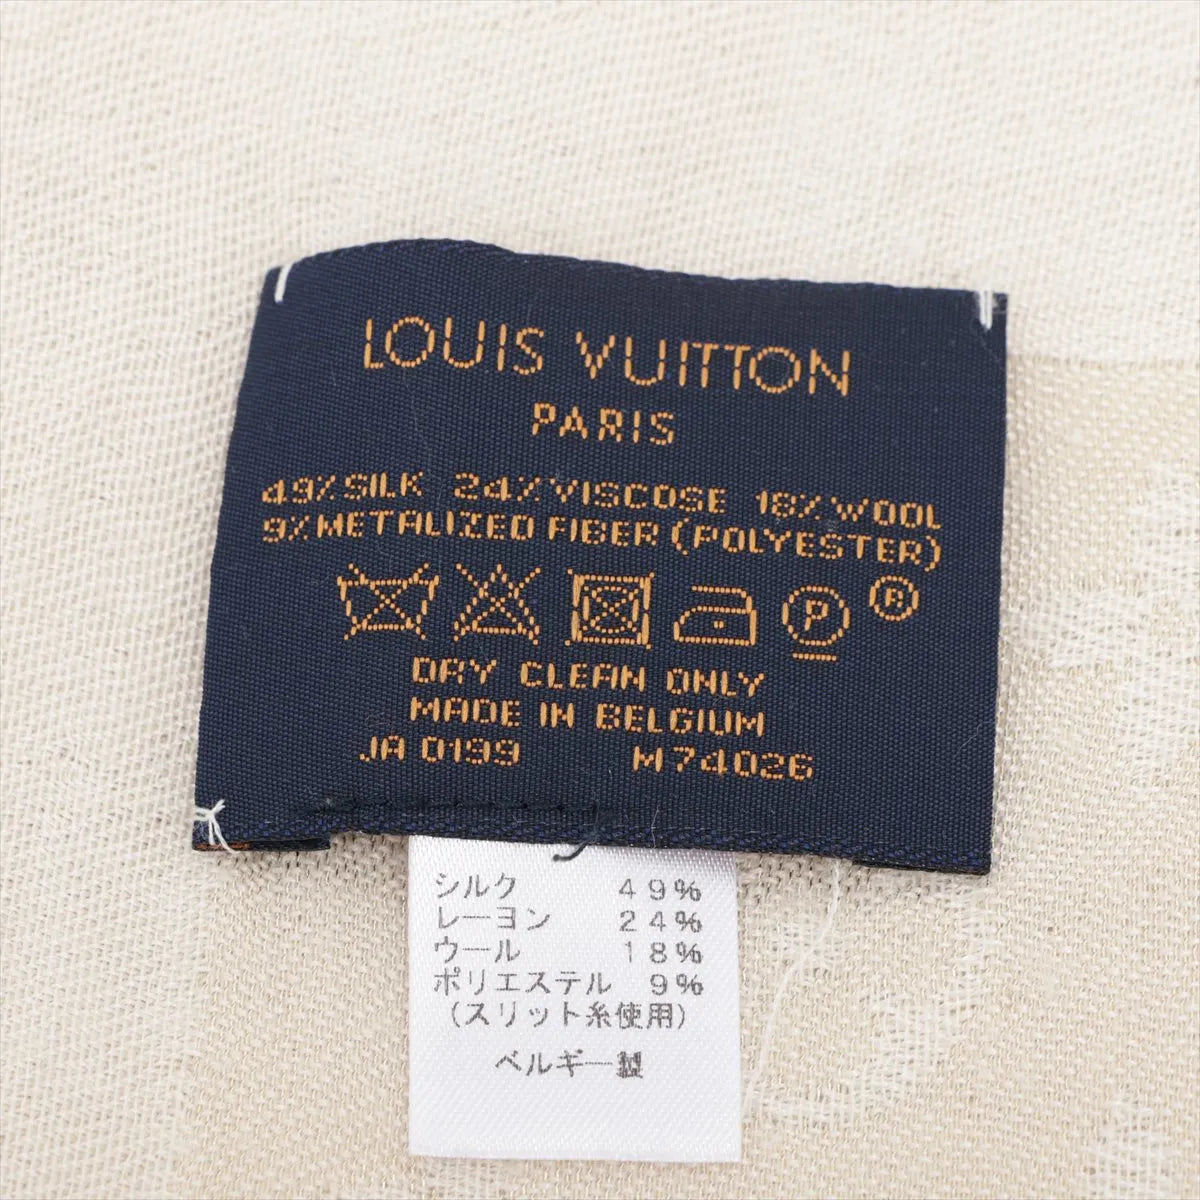 LOUIS VUITTON
PARIS
49% SILK 24% VISCOSE 18% WOOL
9% METALIZED FIBER (POLYESTER)
P ®
DRY CLEAN ONLY
MADE IN BELGIUM
JA 0199 M74026
シルク 49%
レーヨン 24%
ウール 18%
ポリエステル 9%
(スリット糸使用)
ベルギー製